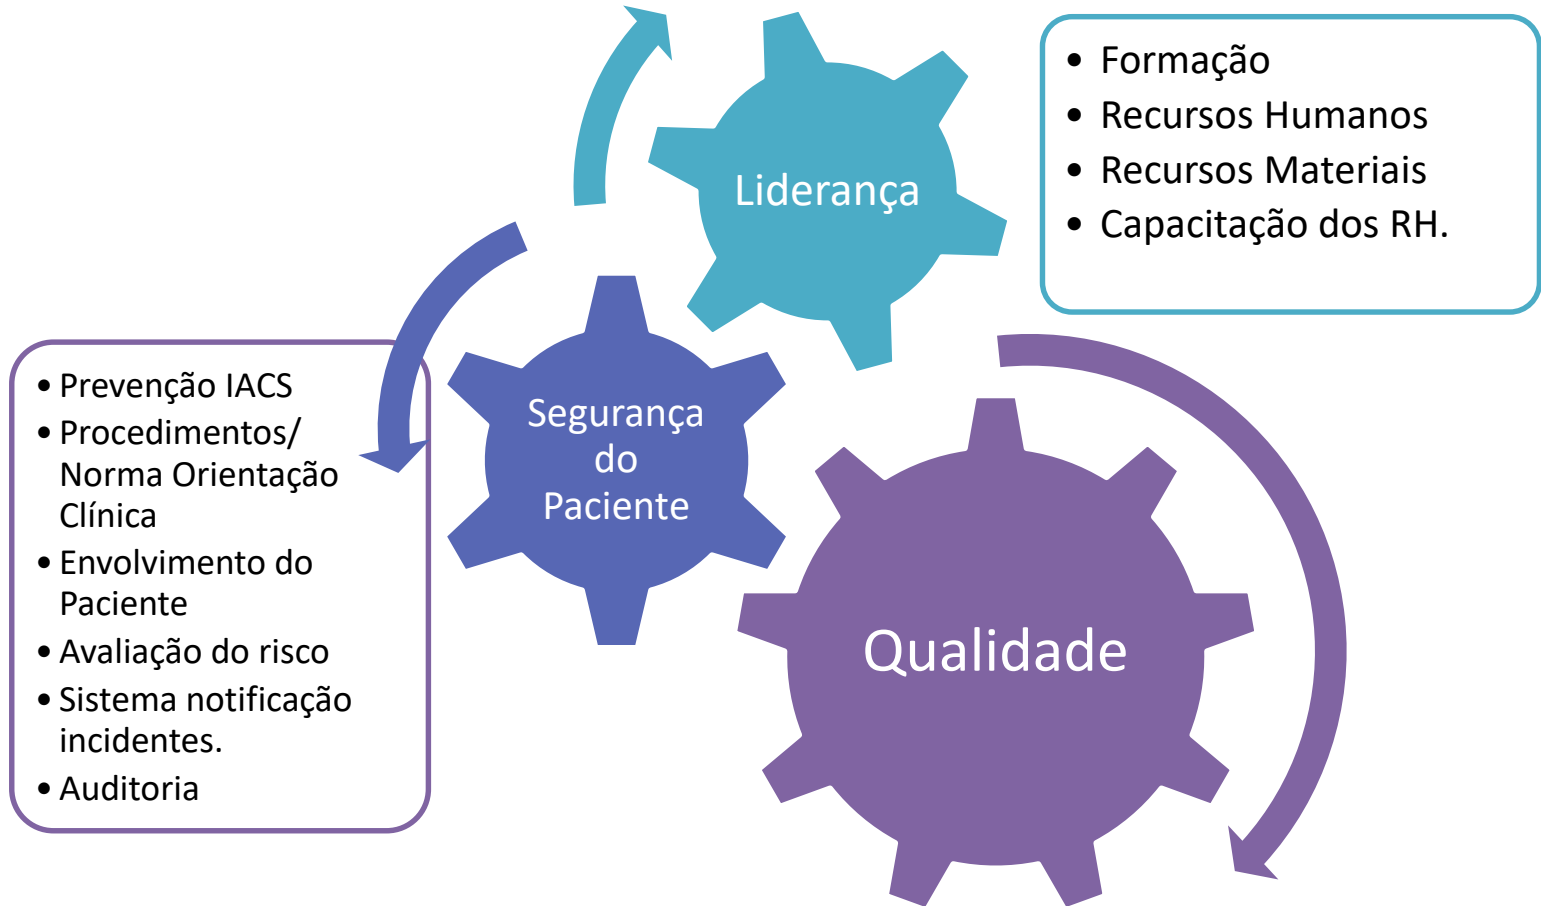 Liderança
• Formação
• Recursos Humanos
• Recursos Materiais
• Capacitação dos RH.
Segurança
do
Paciente
• Prevenção IACS
• Procedimentos/
Norma Orientação
Clínica
• Envolvimento do
Paciente
• Avaliação do risco
• Sistema notificação
incidentes.
• Auditoria
Qualidade